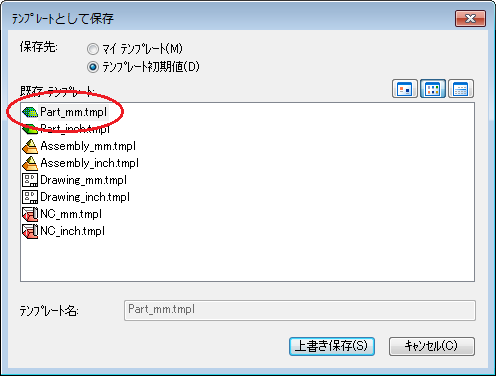 ﾃﾝﾌﾟﾚｰﾄとして保存
保存先:
マイ ﾃﾝﾌﾟﾚｰﾄ(M)
ﾃﾝﾌﾟﾚｰﾄ初期値(D)
既存 ﾃﾝﾌﾟﾚｰﾄ:
Part_mm.tmpl
Part_inch.tmpl
Assembly_mm.tmpl
Assembly_inch.tmpl
Drawing_mm.tmpl
Drawing_inch.tmpl
NC_mm.tmpl
NC_inch.tmpl
ﾃﾝﾌﾟﾚｰﾄ名:
Part_mm.tmpl
上書き保存(S)
ｷｬﾝｾﾙ(C)